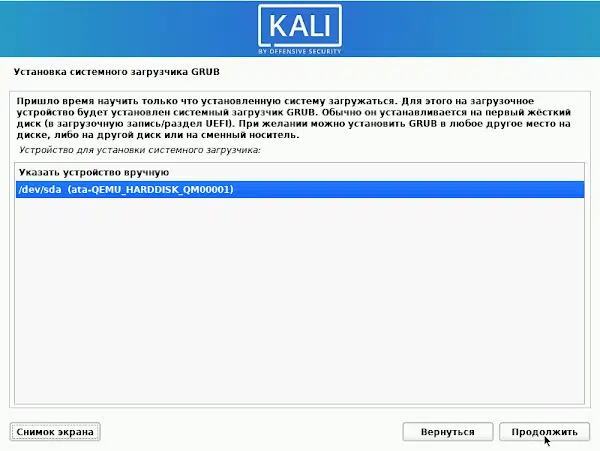 KALI
BY OFFENSIVE SECURITY
Установка системного загрузчика GRUB
Пришло время научить только что установленную систему загружаться. Для этого на загрузочное
устройство будет установлен системный загрузчик GRUB. Обычно он устанавливается на первый жёсткий
диск (в загрузочную запись/раздел UEFI). При желании можно установить GRUB в любое другое место на
диске, либо на другой диск или на сменный носитель.
Устройство для установки системного загрузчика:
Указать устройство вручную
/dev/sda (ata-QEMU_HARDDISK_QM00001)
Снимок экрана
Вернуться
Продолжить